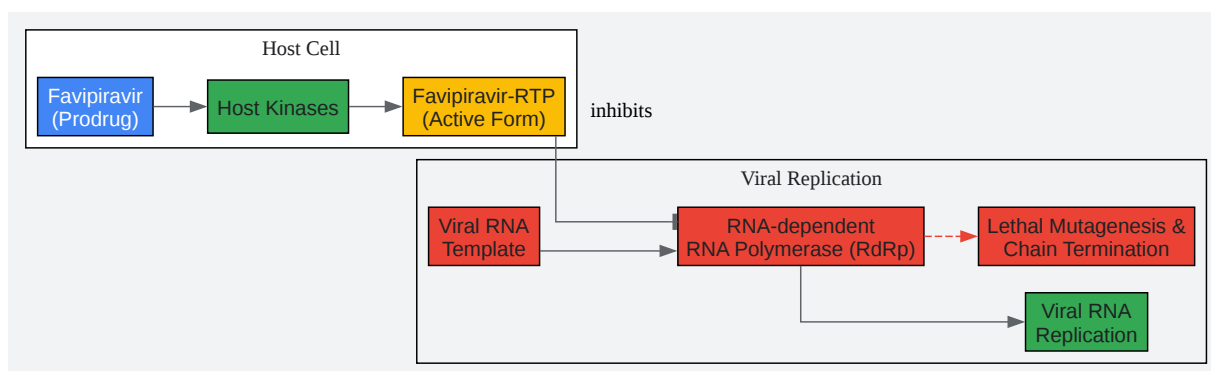 Host Cell
Favipiravir
(Prodrug)
Host Kinases
Favipiravir-RTP
(Active Form)
inhibits
Viral Replication
Viral RNA
Template
RNA-dependent
RNA Polymerase (RdRp)
Lethal Mutagenesis &
Chain Termination
Viral RNA
Replication